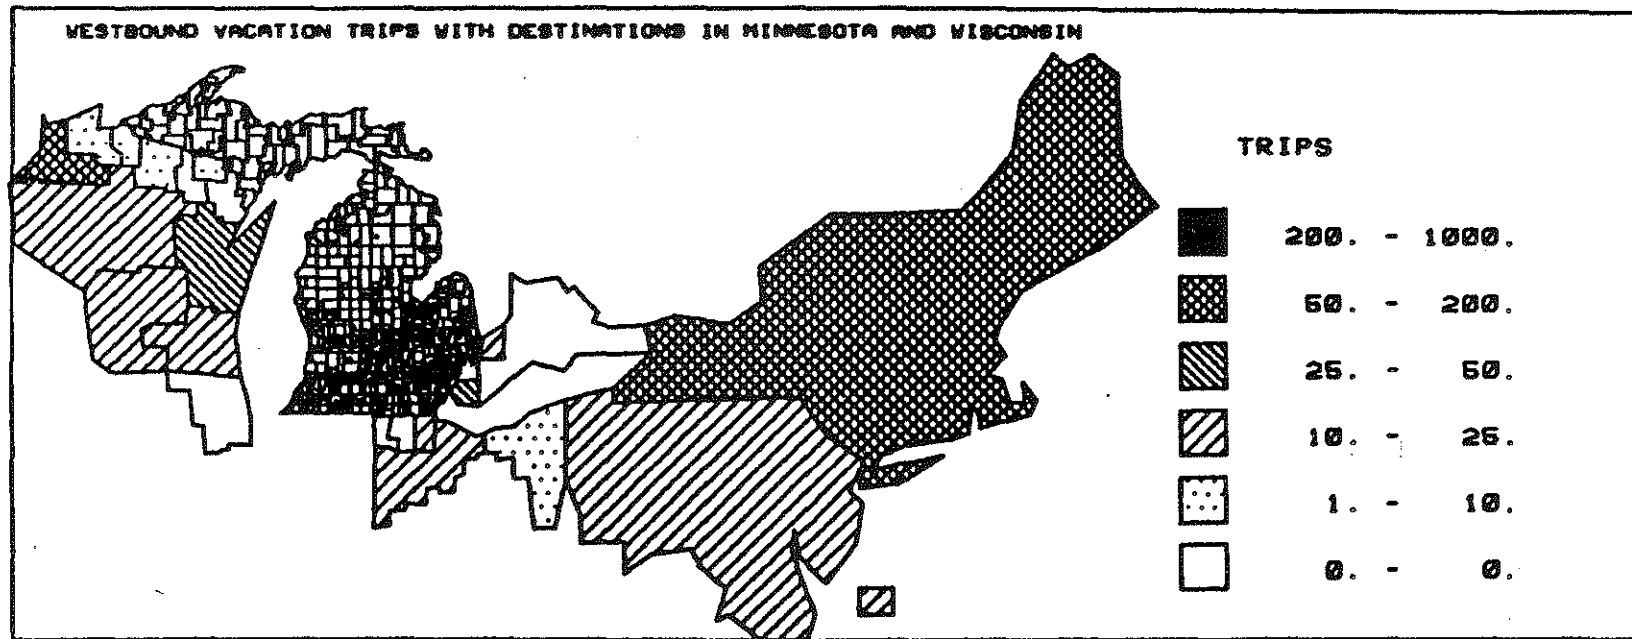 WESTBOUND VACATION TRIPS WITH DESTINATIONS IN MINNESOTA AND WISCONSIN
TRIPS
200. - 1000.
50. - 200.
25. - 50.
10. - 25.
1. - 10.
0. - 0.